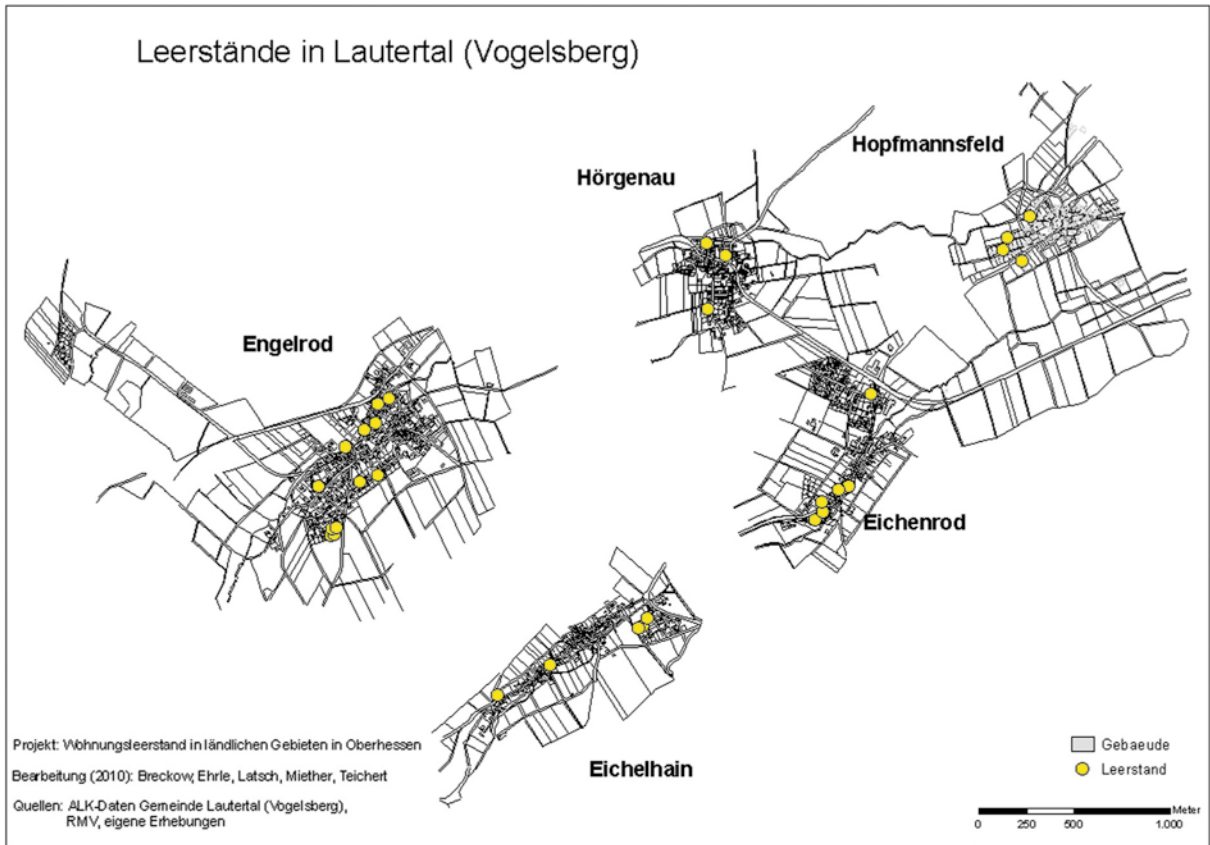 Leerstände in Lautertal (Vogelsberg)
Hopfmannsfeld
Hörgenau
Engelrod
Eichenrod
Eichelhain
Projekt: Wohnungsleerstand in ländlichen Gebieten in Oberhessen
Bearbeitung (2010): Breckow, Ehrle, Latsch, Miether, Teichert
Quellen: ALK-Daten Gemeinde Lautertal (Vogelsberg),
RMV, eigene Erhebungen
Gebaeude
Leerstand
Meter
0 250 500 1.000